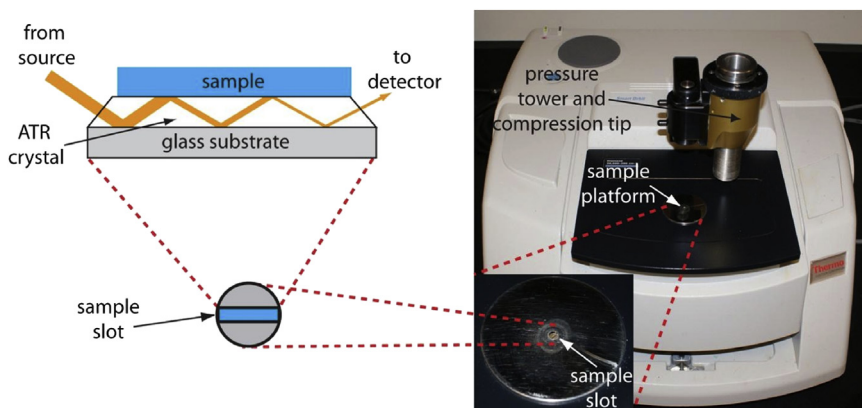 from
source
sample
to
detector
ATR
crystal
glass substrate
sample
slot
pressure
tower and
compression tip
sample
platform
sample
slot
Thermo